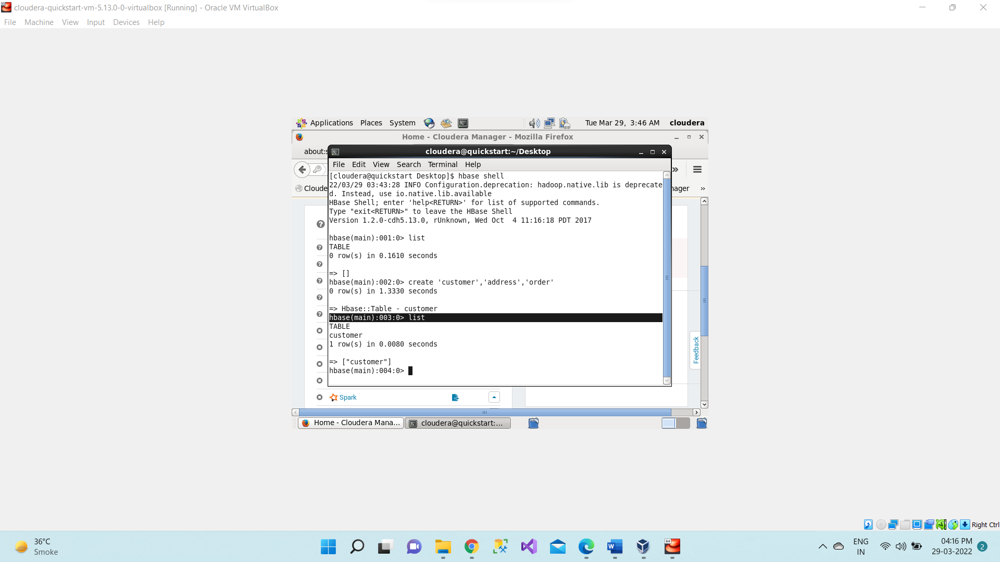 cloudera-quickstart-vm-5.13.0-0-virtualbox [Running] - Oracle VM VirtualBox
File Machine View Input Devices Help
Applications Places System Tue Mar 29, 3:46 AM cloudera
Home - Cloudera Manager - Mozilla Firefox
about:s
cloudera@quickstart:~/Desktop
File Edit View Search Terminal Help
Cloude
nager
[cloudera@quickstart Desktop]$ hbase shell
22/03/29 03:43:28 INFO Configuration.deprecation: hadoop.native.lib is deprecate
d. Instead, use io.native.lib.available
HBase Shell; enter 'help<RETURN>' for list of supported commands.
Type "exit<RETURN>" to leave the HBase Shell
Version 1.2.0-cdh5.13.0, rUnknown, Wed Oct  4 11:16:18 PDT 2017
hbase(main):001:0> list
TABLE
0 row(s) in 0.1610 seconds
=> []
hbase(main):002:0> create 'customer','address','order'
0 row(s) in 1.3330 seconds
=> Hbase::Table - customer
hbase(main):003:0> list
TABLE
customer
1 row(s) in 0.0080 seconds
=> ["customer"]
hbase(main):004:0>
Feedback
Spark
Home - Cloudera Mana...
cloudera@quickstart:...
Right Ctrl
36°C
Smoke
ENG
IN
04:16 PM
29-03-2022
2